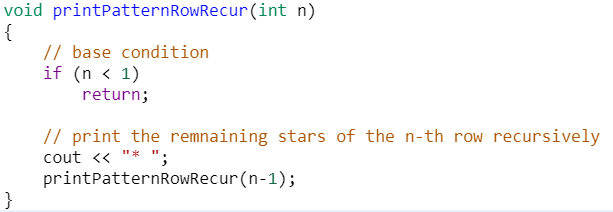 void printPatternRowRecur(int n)
{
    // base condition
    if (n < 1)
        return;

    // print the remnaining stars of the n-th row recursively
    cout << "* ";
    printPatternRowRecur(n-1);
}